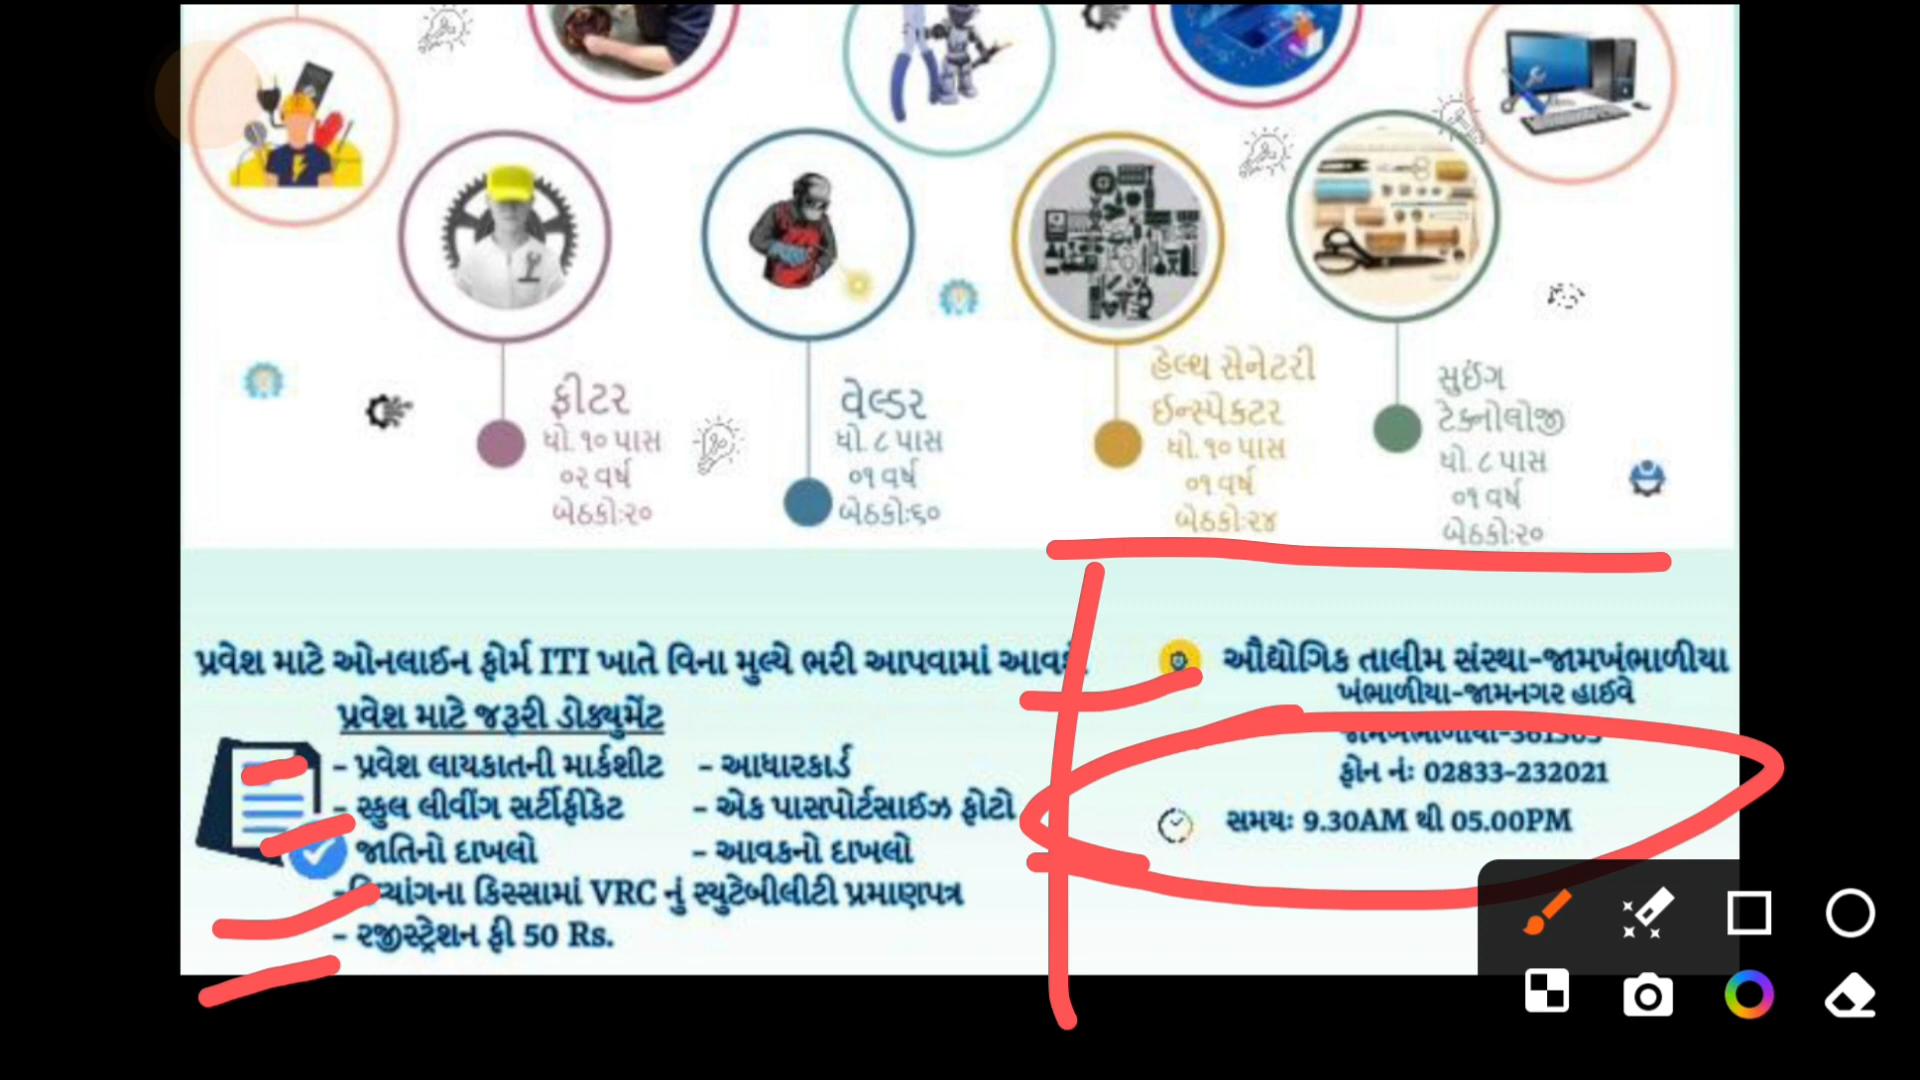 ફીટર
ધો. ૧૦ પાસ
૦૨ વર્ષ
બેઠકો:૨૦
વેલ્ડર
ધો. ૮ પાસ
૦૧ વર્ષ
બેઠકો:૬૦
હેલ્થ સેનેટરી
ઈન્સ્પેકટર
ધો. ૧૦ પાસ
૦૧ વર્ષ
બેઠકો:૨૪
સુઈંગ
ટેક્નોલોજી
ધો. ૮ પાસ
૦૧ વર્ષ
બેઠકો:૨૦
પ્રવેશ માટે ઓનલાઈન ફોર્મ ITI ખાતે વિના મુલ્યે ભરી આપવામાં
પ્રવેશ માટે જરૂરી ડોક્યુમેંટ
- પ્રવેશ લાયકાતની માર્કશીટ - આધારકાર્ડ
- સ્કુલ લીવીંગ સર્ટીફીકેટ - એક પાસપોર્ટસાઈઝ ફોટો
જાતિનો દાખલો - આવકનો દાખલો
કિસ્સામાં VRC નું સ્યુટેબીલીટી પ્રમાણપત્ર
- રજીસ્ટ્રેશન ફી 50 Rs.
ઔદ્યોગિક તાલીમ સંસ્થા-જામખંભાળીયા
ખંભાળીયા-જામનગર હાઈવે
ફોન નં: 02833-232021
સમય: 9.30AM થી 05.00PM